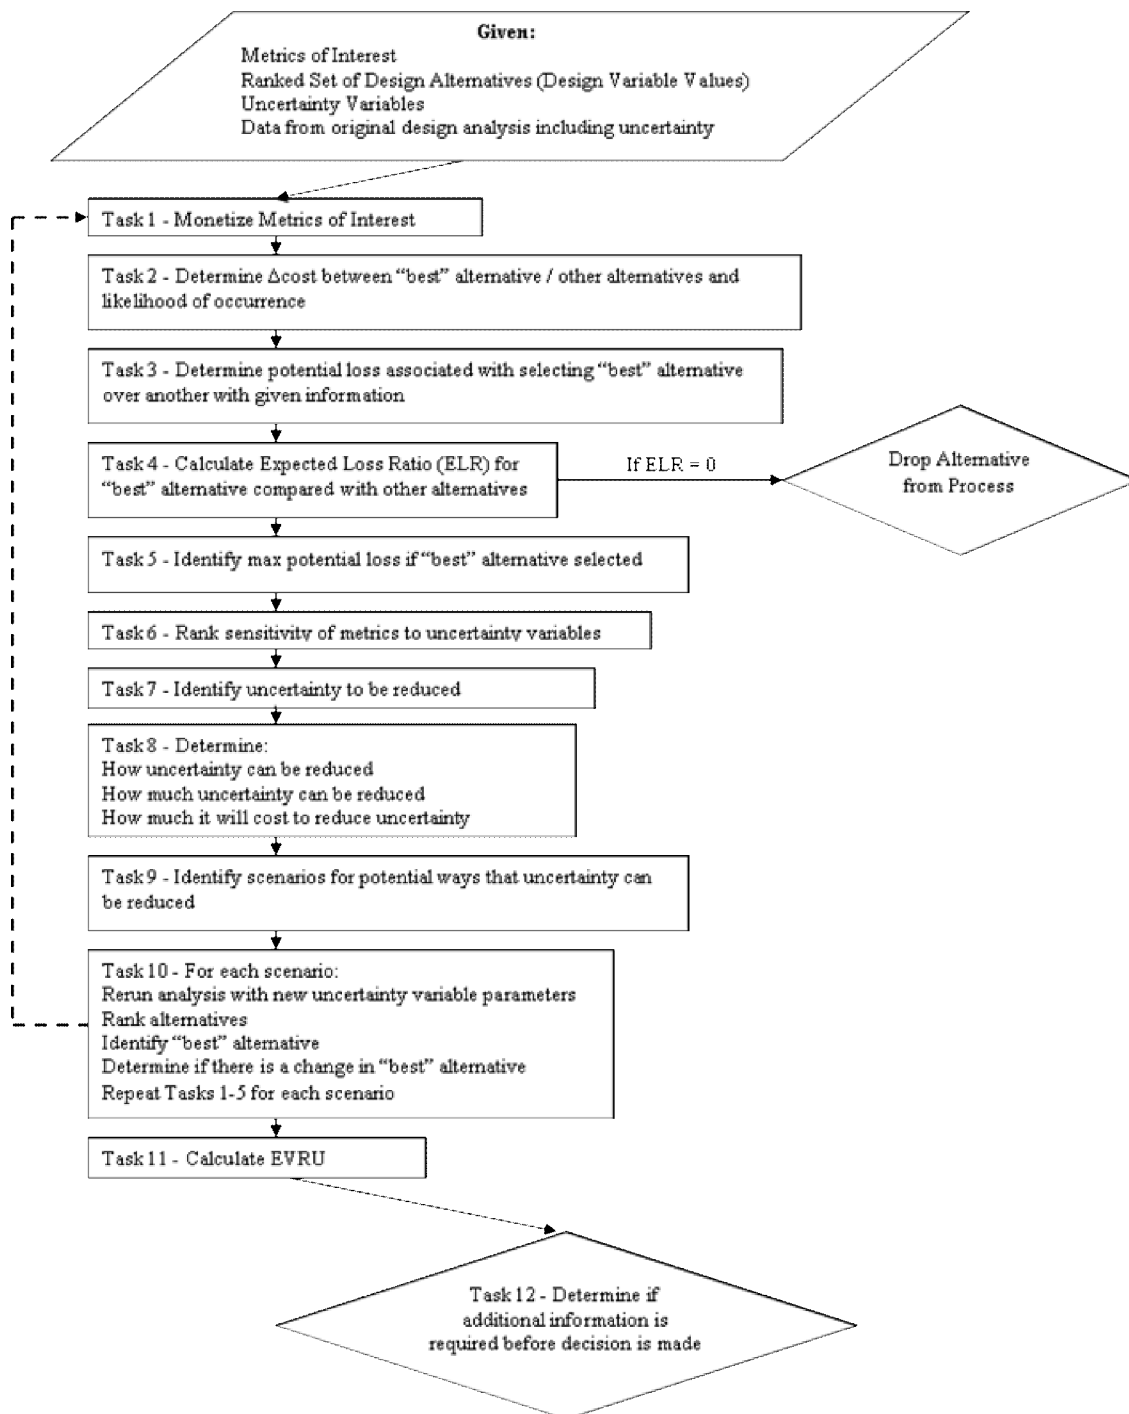 Given:
Metrics of Interest
Ranked Set of Design Alternatives (Design Variable Values)
Uncertainty Variables
Data from original design analysis including uncertainty
Task 1 - Monetize Metrics of Interest
Task 2 - Determine Δcost between “best” alternative / other alternatives and
likelihood of occurrence
Task 3 - Determine potential loss associated with selecting “best” alternative
over another with given information
Task 4 - Calculate Expected Loss Ratio (ELR) for
“best” alternative compared with other alternatives
If ELR = 0
Drop Alternative
from Process
Task 5 - Identify max potential loss if “best” alternative selected
Task 6 - Rank sensitivity of metrics to uncertainty variables
Task 7 - Identify uncertainty to be reduced
Task 8 - Determine:
How uncertainty can be reduced
How much uncertainty can be reduced
How much it will cost to reduce uncertainty
Task 9 - Identify scenarios for potential ways that uncertainty can
be reduced
Task 10 - For each scenario:
Rerun analysis with new uncertainty variable parameters
Rank alternatives
Identify “best” alternative
Determine if there is a change in “best” alternative
Repeat Tasks 1-5 for each scenario
Task 11 - Calculate EVRU
Task 12 - Determine if
additional information is
required before decision is made